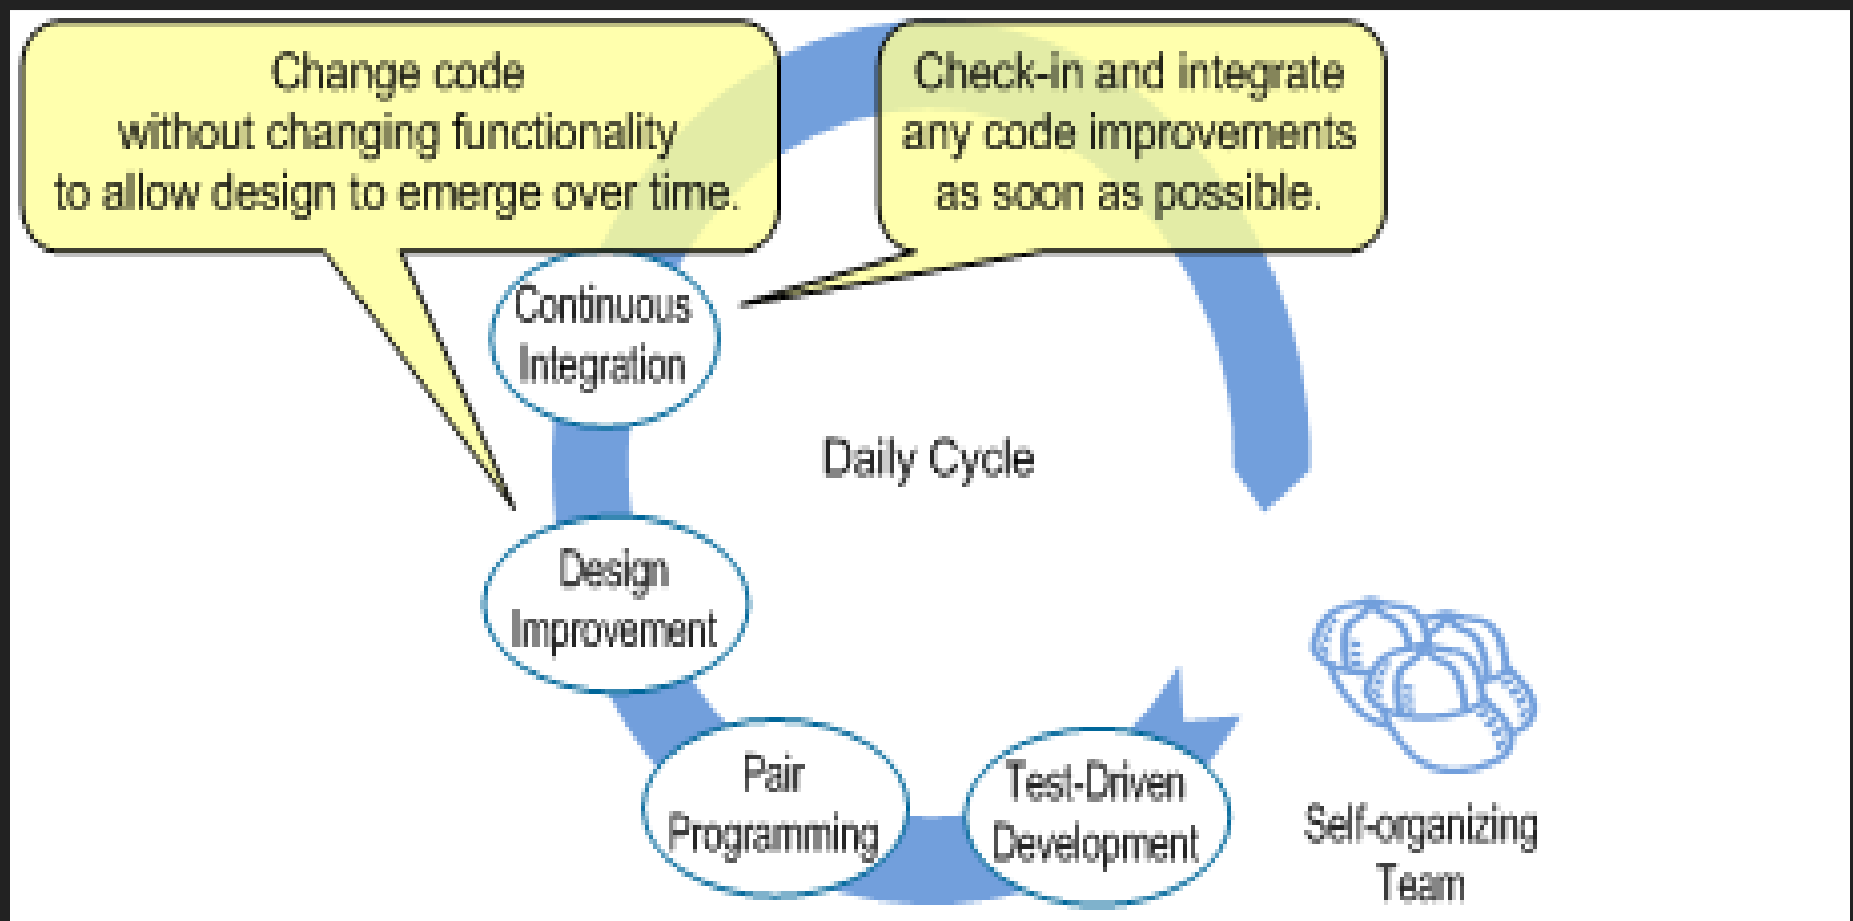 Change code
without changing functionality
to allow design to emerge over time.
Check-in and integrate
any code improvements
as soon as possible.
Continuous
Integration
Daily Cycle
Design
Improvement
Pair
Programming
Test-Driven
Development
Self-organizing
Team